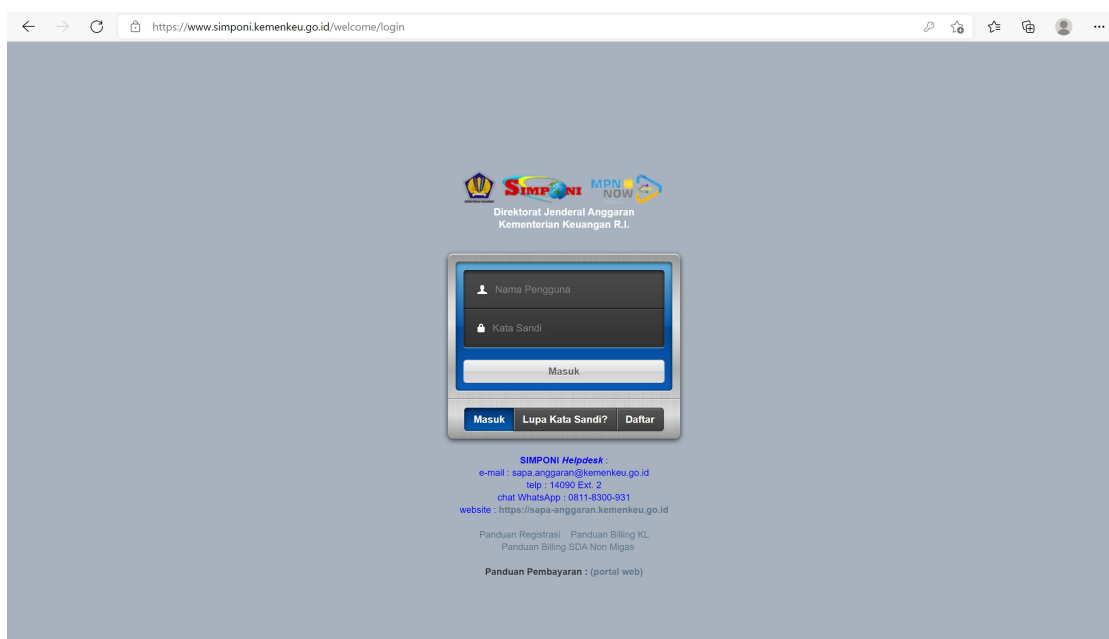 https://www.simponi.kemenkeu.go.id/welcome/login
SIMPONI MPN NOW
Direktorat Jenderal Anggaran
Kementerian Keuangan R.I.
Nama Pengguna
Kata Sandi
Masuk
Masuk Lupa Kata Sandi? Daftar
SIMPONI Helpdesk :
e-mail : sapa.anggaran@kemenkeu.go.id
telp : 14090 Ext. 2
chat WhatsApp : 0811-8300-931
website : https://sapa-anggaran.kemenkeu.go.id
Panduan Registrasi Panduan Billing KL
Panduan Billing SDA Non Migas
Panduan Pembayaran : (portal web)